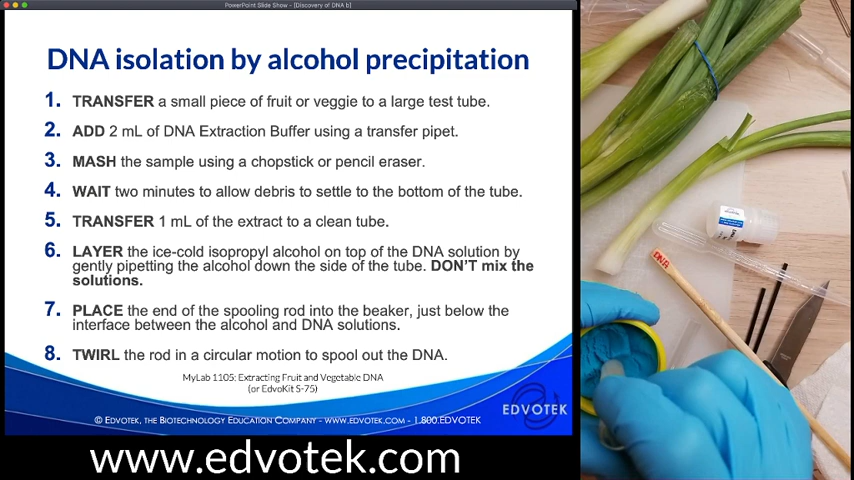 PowerPoint Slide Show - [Discovery of DNA b]
DNA isolation by alcohol precipitation
1. TRANSFER a small piece of fruit or veggie to a large test tube.
2. ADD 2 mL of DNA Extraction Buffer using a transfer pipet.
3. MASH the sample using a chopstick or pencil eraser.
4. WAIT two minutes to allow debris to settle to the bottom of the tube.
5. TRANSFER 1 mL of the extract to a clean tube.
6. LAYER the ice-cold isopropyl alcohol on top of the DNA solution by
gently pipetting the alcohol down the side of the tube. DON'T mix the
solutions.
7. PLACE the end of the spooling rod into the beaker, just below the
interface between the alcohol and DNA solutions.
8. TWIRL the rod in a circular motion to spool out the DNA.
MyLab 1105: Extracting Fruit and Vegetable DNA
(or EdvoKit S-75)
© EDVOTEK, THE BIOTECHNOLOGY EDUCATION COMPANY - WWW.EDVOTEK.COM - 1.800.EDVOTEK
EDVOTEK
www.edvotek.com
DNA